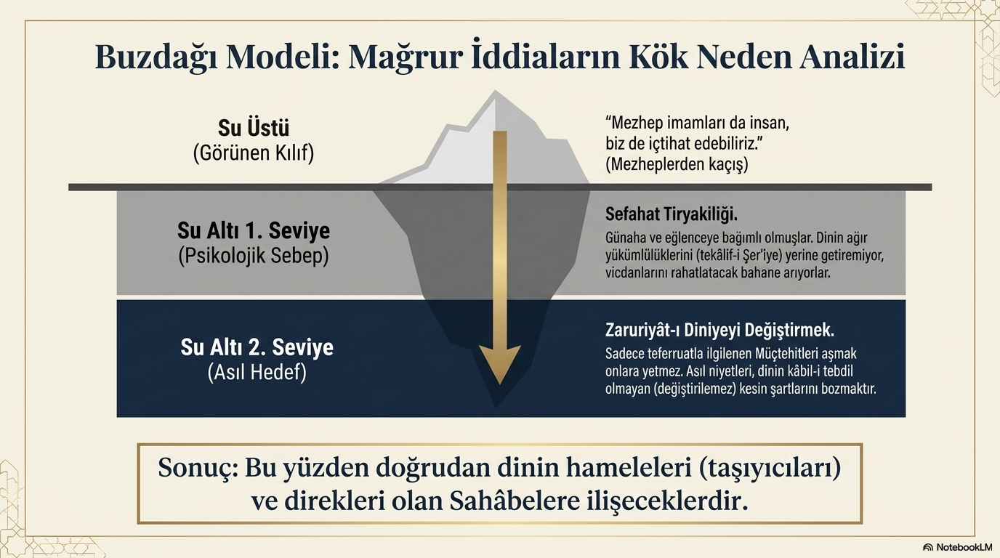 Buzdağı Modeli: Mağrur İddiaların Kök Neden Analizi
Su Üstü
(Görünen Kılıf)
“Mezhep imamları da insan,
biz de içtihat edebiliriz.”
(Mezheplerden kaçış)
Su Altı 1. Seviye
(Psikolojik Sebep)
Sefahat Tiryakiliği.
Günaha ve eğlenceye bağımlı olmuşlar. Dinin ağır
yükümlülüklerini (tekâlif-i Şer’iye) yerine getiremiyor,
vicdanlarını rahatlatacak bahane arıyorlar.
Su Altı 2. Seviye
(Asıl Hedef)
Zaruriyât-ı Diniyeyi Değiştirmek.
Sadece teferruatla ilgilenen Müçtehitleri aşmak
onlara yetmez. Asıl niyetleri, dinin kâbil-i tebdil
olmayan (değiştirilemez) kesin şartlarını bozmaktır.
Sonuç: Bu yüzden doğrudan dinin hameleleri (taşıyıcıları)
ve direkleri olan Sahâbelere ilişeceklerdir.
NotebookLM